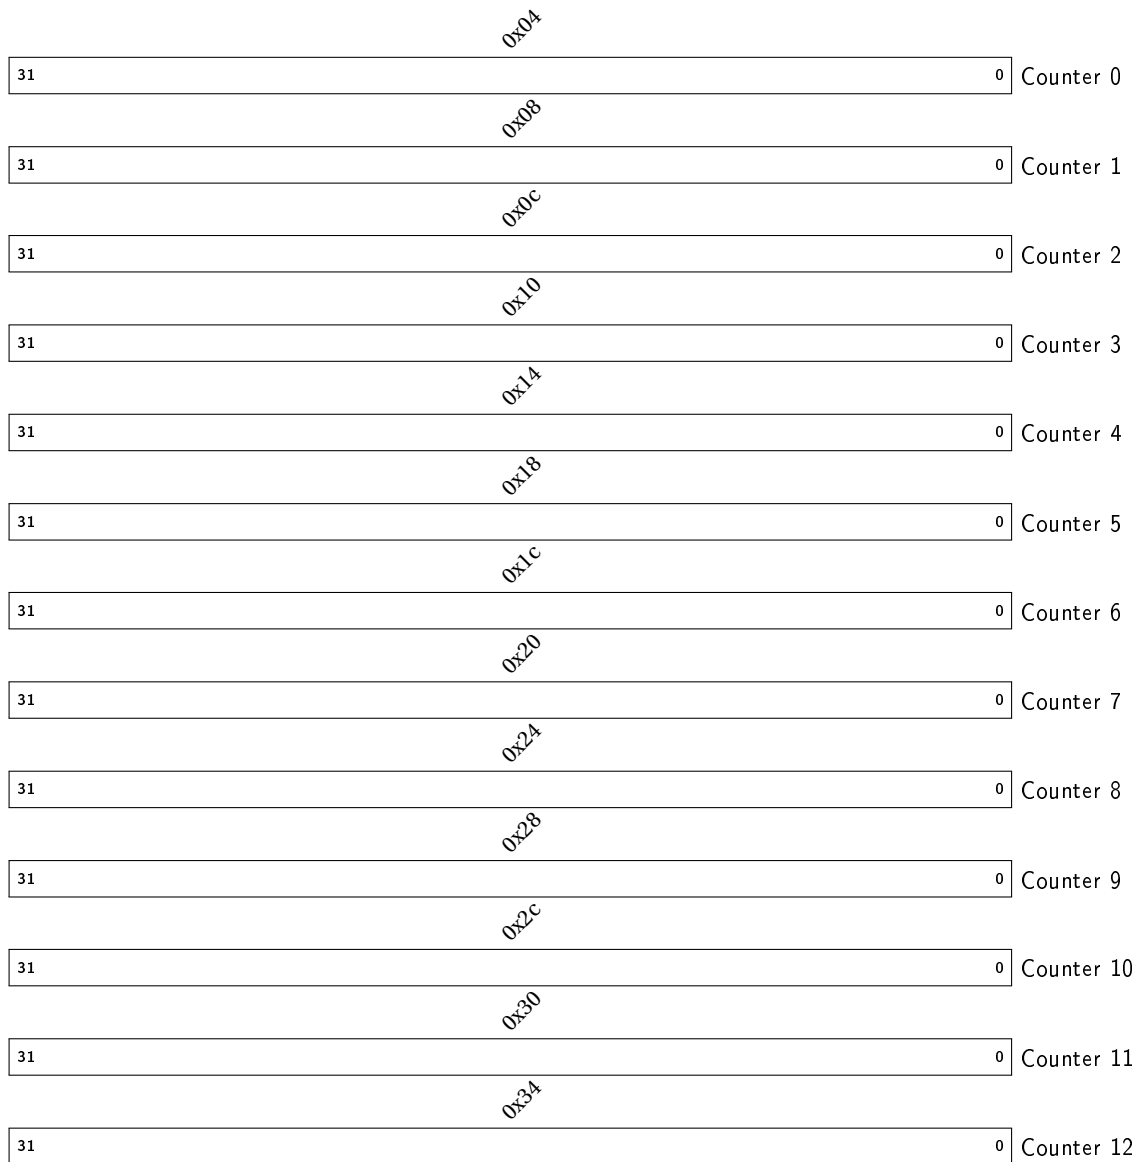 0x04
31 0 Counter 0
0x08
31 0 Counter 1
0x0c
31 0 Counter 2
0x10
31 0 Counter 3
0x14
31 0 Counter 4
0x18
31 0 Counter 5
0x1c
31 0 Counter 6
0x20
31 0 Counter 7
0x24
31 0 Counter 8
0x28
31 0 Counter 9
0x2c
31 0 Counter 10
0x30
31 0 Counter 11
0x34
31 0 Counter 12